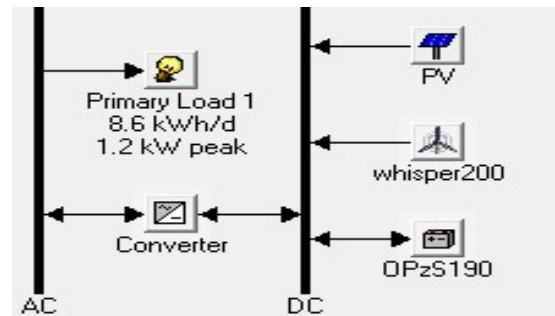 PV
Primary Load 1
8.6 kWh/d
1.2 kW peak
whisper200
Converter
OPzS190
AC
DC